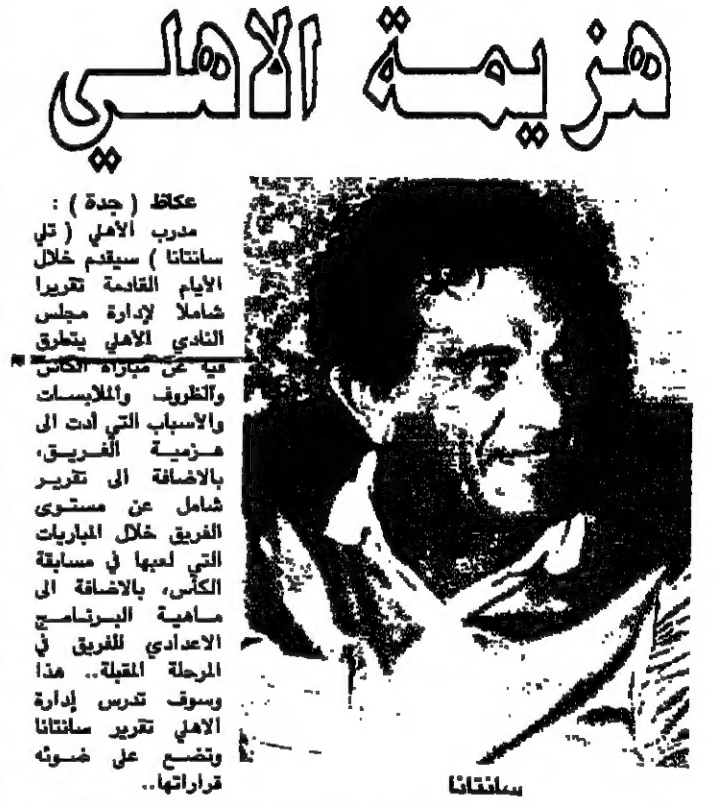 هزيمة الاهلي
عكاظ ( جدة ) :
مدرب الأهلي ( تلي
سانتانا ) سيقدم خلال
الأيام القادمة تقريرا
شاملا لإدارة مجلس
النادي الأهلي يتطرق
فيه عن مباراة الكأس
والظروف والملابسات
والأسباب التي أدت الى
هزمية الفريق،
بالاضافة الى تقرير
شامل عن مستوى
الفريق خلال المباريات
التي لعبها في مسابقة
الكأس، بالاضافة الى
ماهية البرنامج
الاعدادي للفريق في
المرحلة المقبلة.. هذا
وسوف تدرس إدارة
الاهلي تقرير سانتانا
وتضع على ضوئه
قراراتها..
سانتانا